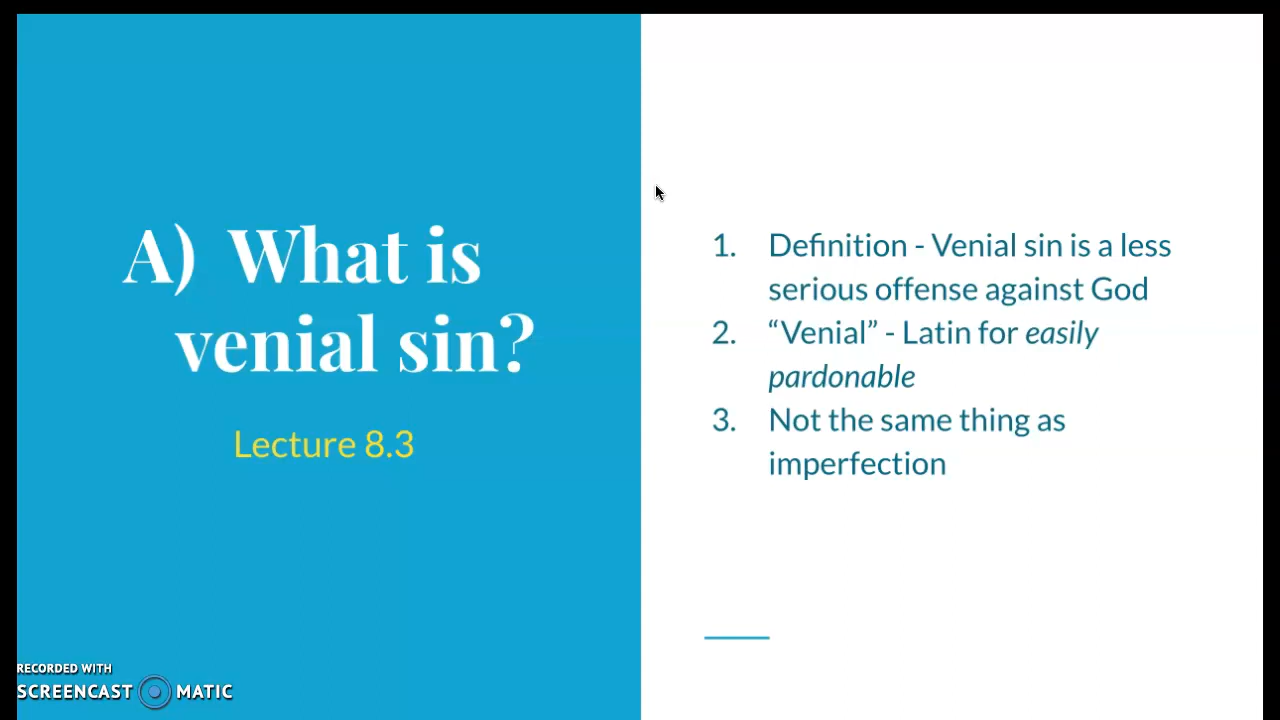 A) What is
venial sin?
Lecture 8.3
1. Definition - Venial sin is a less
serious offense against God
2. “Venial” - Latin for easily
pardonable
3. Not the same thing as
imperfection
RECORDED WITH
SCREENCAST MATIC